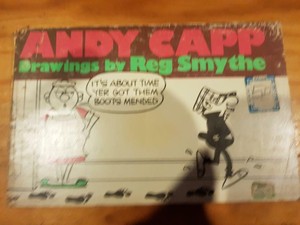 ANDY CAPP
Drawings by Reg Smythe
IT'S ABOUT TIME
YER GOT THEM
BOOTS MENDED